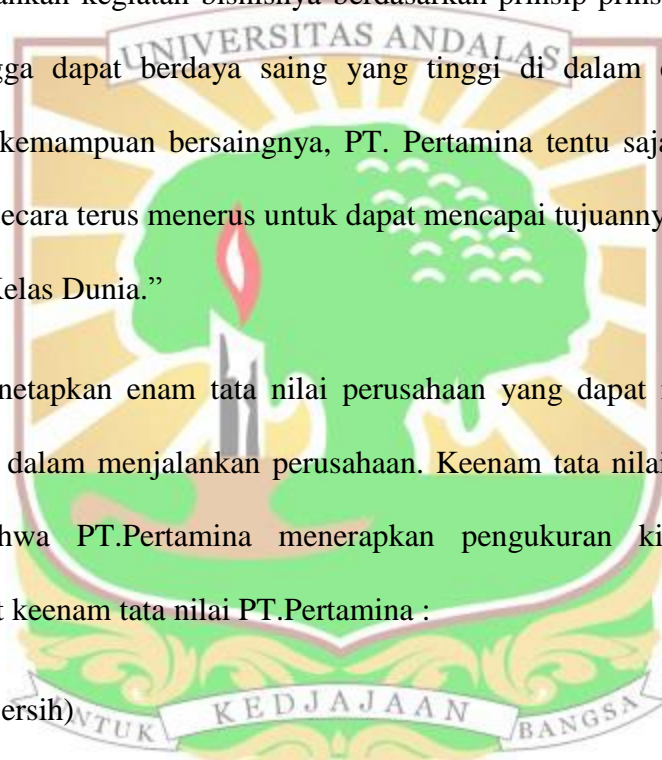 ankan kegiatan bisnisnya berdasarkan prinsip-prins
UNIVERSITAS ANDALAS
gga dapat berdaya saing yang tinggi di dalam
kemampuan bersaingnya, PT. Pertamina tentu saja
ecara terus menerus untuk dapat mencapai tujuanny
Kelas Dunia.”
netapkan enam tata nilai perusahaan yang dapat
dalam menjalankan perusahaan. Keenam tata nilai
hwa PT.Pertamina menerapkan pengukuran ki
t keenam tata nilai PT.Pertamina :
ersih)
UNTUK KEDJAJAAN BANGSA